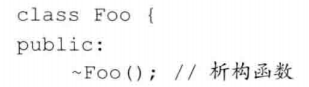 class Foo {
public:
    ~Foo(); // 析构函数